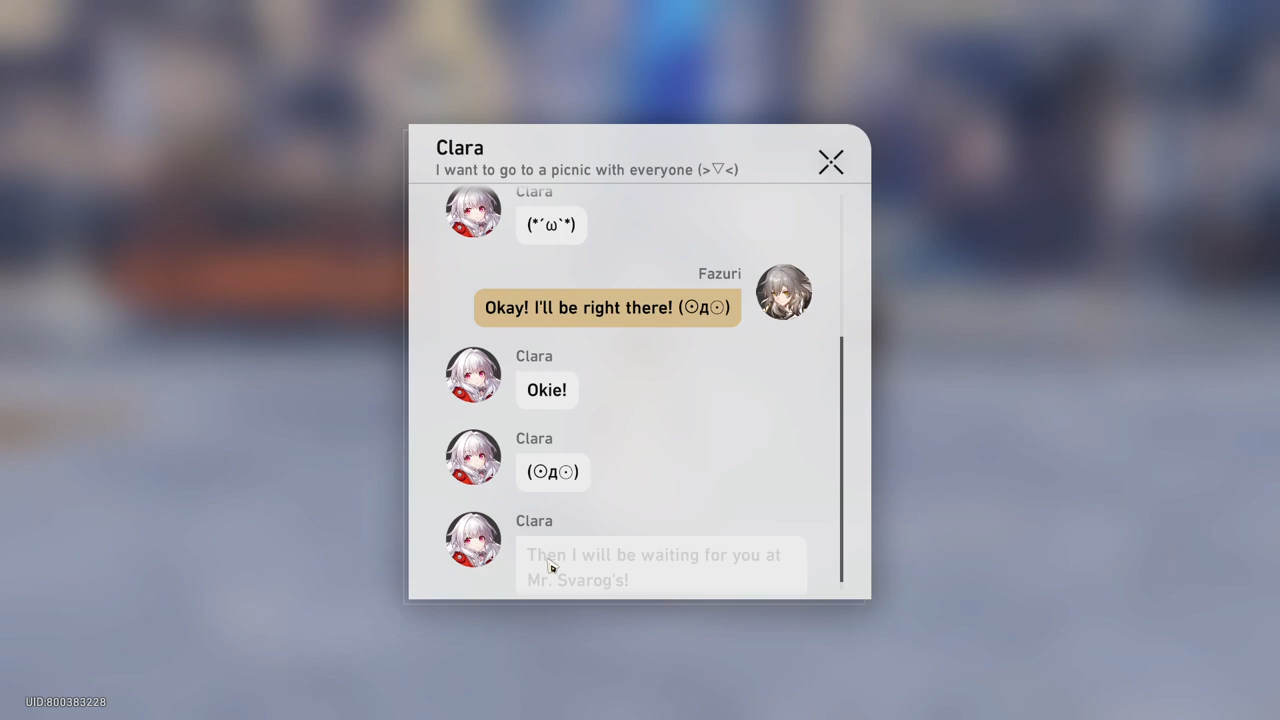 Clara
I want to go to a picnic with everyone (>▽<)
Clara
(*´ω`*)
Fazuri
Okay! I'll be right there! (⊙д⊙)
Clara
Okie!
Clara
(⊙д⊙)
Clara
Then I will be waiting for you at
Mr. Svarog's!
UID:800383228